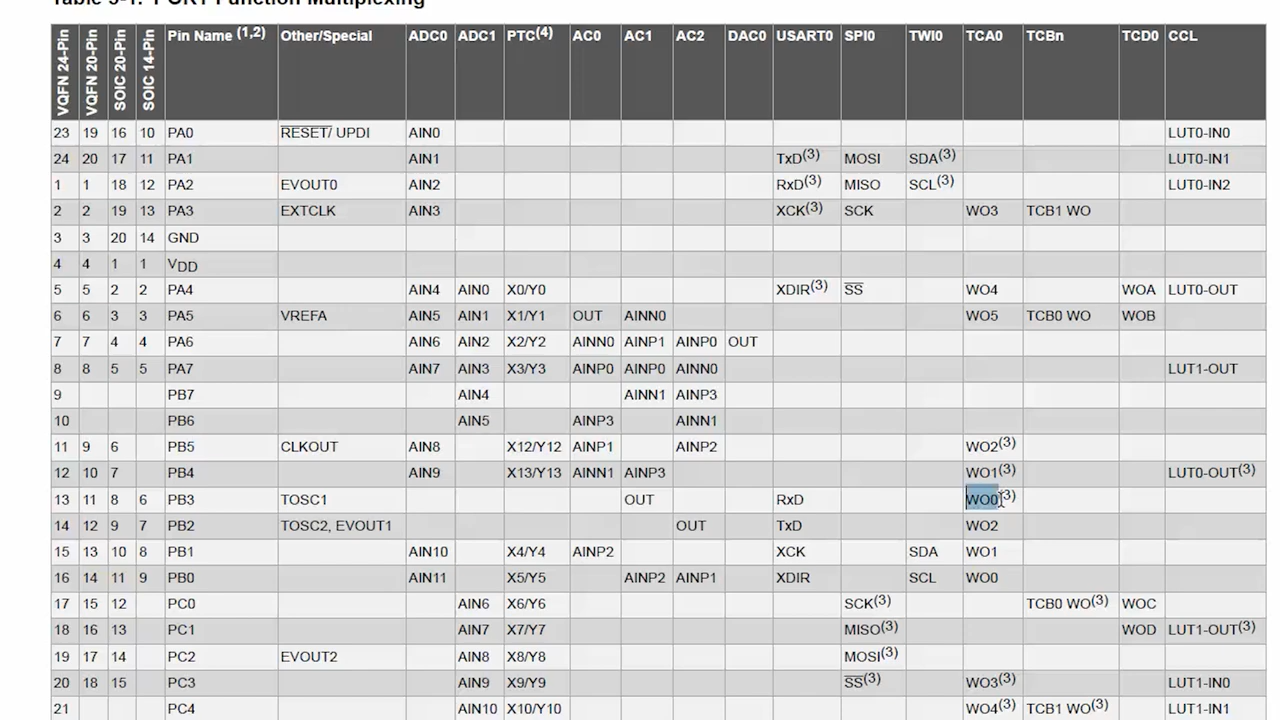 Table 5-1. PORT Function Multiplexing
VQFN 24-Pin VQFN 20-Pin SOIC 20-Pin SOIC 14-Pin Pin Name (1,2) Other/Special ADC0 ADC1 PTC(4) AC0 AC1 AC2 DAC0 USART0 SPI0 TWI0 TCA0 TCBn TCD0 CCL
23 19 16 10 PA0 RESET/ UPDI AIN0 LUT0-IN0
24 20 17 11 PA1 AIN1 TxD(3) MOSI SDA(3) LUT0-IN1
1 1 18 12 PA2 EVOUT0 AIN2 RxD(3) MISO SCL(3) LUT0-IN2
2 2 19 13 PA3 EXTCLK AIN3 XCK(3) SCK WO3 TCB1 WO
3 3 20 14 GND
4 4 1 1 VDD
5 5 2 2 PA4 AIN4 AIN0 X0/Y0 XDIR(3) SS WO4 WOA LUT0-OUT
6 6 3 3 PA5 VREFA AIN5 AIN1 X1/Y1 OUT AINN0 WO5 TCB0 WO WOB
7 7 4 4 PA6 AIN6 AIN2 X2/Y2 AINN0 AINP1 AINP0 OUT
8 8 5 5 PA7 AIN7 AIN3 X3/Y3 AINP0 AINP0 AINN0 LUT1-OUT
9 PB7 AIN4 AINN1 AINP3
10 PB6 AIN5 AINP3 AINN1
11 9 6 PB5 CLKOUT AIN8 X12/Y12 AINP1 AINP2 WO2(3)
12 10 7 PB4 AIN9 X13/Y13 AINN1 AINP3 WO1(3) LUT0-OUT(3)
13 11 8 6 PB3 TOSC1 OUT RxD WO0(3)
14 12 9 7 PB2 TOSC2, EVOUT1 OUT TxD WO2
15 13 10 8 PB1 AIN10 X4/Y4 AINP2 XCK SDA WO1
16 14 11 9 PB0 AIN11 X5/Y5 AINP2 AINP1 XDIR SCL WO0
17 15 12 PC0 AIN6 X6/Y6 SCK(3) TCB0 WO(3) WOC
18 16 13 PC1 AIN7 X7/Y7 MISO(3) WOD LUT1-OUT(3)
19 17 14 PC2 EVOUT2 AIN8 X8/Y8 MOSI(3)
20 18 15 PC3 AIN9 X9/Y9 SS(3) WO3(3) LUT1-IN0
21 PC4 AIN10 X10/Y10 WO4(3) TCB1 WO(3) LUT1-IN1